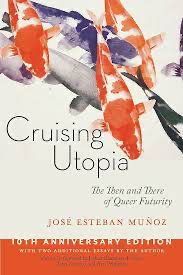 Cruising
Utopia
The Then and There
of Queer Futurity
JOSÉ ESTEBAN MUÑOZ
10TH ANNIVERSARY EDITION
WITH TWO ADDITIONAL ESSAYS BY THE AUTHOR